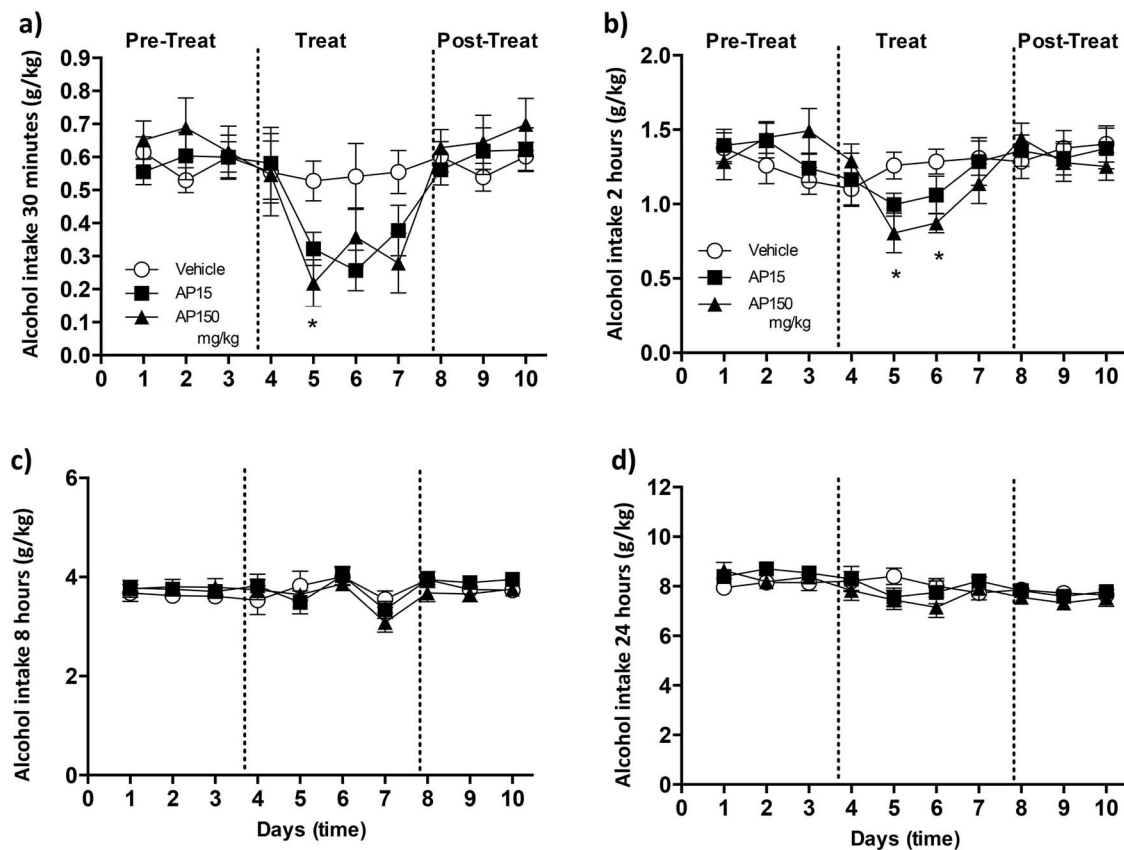 a)
Pre-Treat Treat Post-Treat
Alcohol intake 30 minutes (g/kg)
0.9
0.8
0.7
0.6
0.5
0.4
0.3
0.2
0.1
0.0
Vehicle
AP15
AP150
mg/kg
*
0 1 2 3 4 5 6 7 8 9 10
b)
Pre-Treat Treat Post-Treat
Alcohol intake 2 hours (g/kg)
2.0
1.5
1.0
0.5
0.0
Vehicle
AP15
AP150
mg/kg
* *
0 1 2 3 4 5 6 7 8 9 10
c)
Alcohol intake 8 hours (g/kg)
6
4
2
0
0 1 2 3 4 5 6 7 8 9 10
Days (time)
d)
Alcohol intake 24 hours (g/kg)
12
10
8
6
4
2
0
0 1 2 3 4 5 6 7 8 9 10
Days (time)